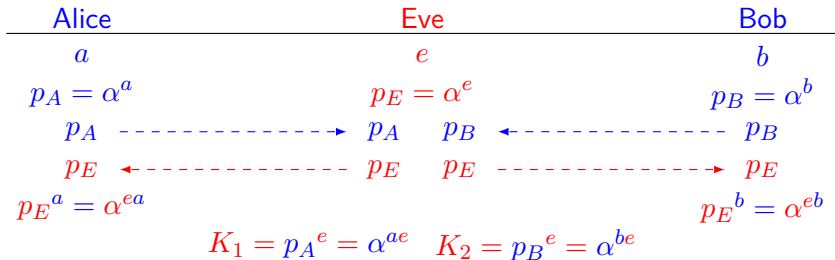 Alice Eve Bob
a e b
p_A = α^a p_E = α^e p_B = α^b
p_A p_A p_B p_B
p_E p_E p_E p_E
p_E^a = α^{ea} p_E^b = α^{eb}
K_1 = p_A^e = α^{ae} K_2 = p_B^e = α^{be}